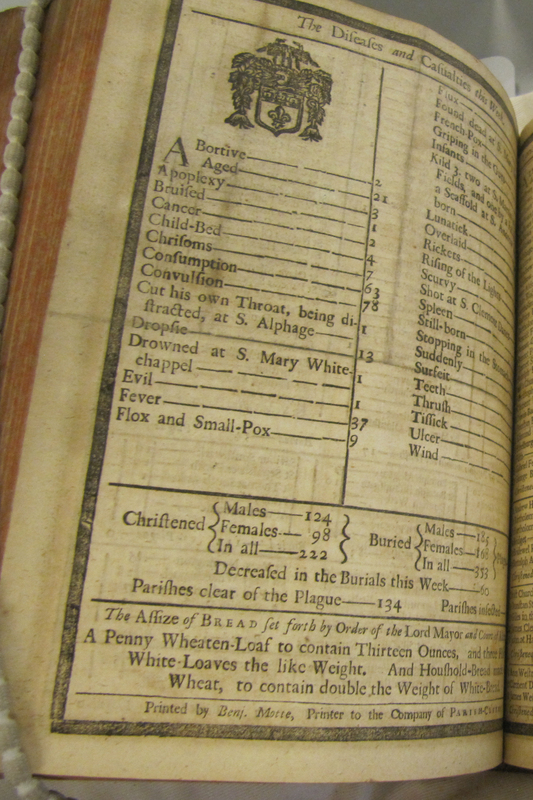 The Diſeaſes and Caſualties this Week.
Abortive 2
Aged 21
Apoplexy 3
Bruiſed 1
Cancer 2
Child-Bed 4
Chriſoms 7
Conſumption 63
Convulſion 78
Cut his own Throat, being di-
ſtracted, at S. Alphage 1
Dropſie 13
Drowned at S. Mary White-
chappel 1
Evil 1
Fever 37
Flox and Small-Pox 9
Flux
Found dead at S.
French-Pox
Griping in the
Infants
Kild 3; two at S.
Fields, and one by
a Scaffold at S.
born
Lunatick
Overlaid
Rickets
Riſing of the Lights
Scurvy
Shot at S. Clement
Spleen
Still-born
Stopping in the
Suddenly
Surfeit
Teeth
Thruſh
Tiſſick
Ulcer
Wind
Chriſtened
Males 124
Females 98
In all 222
Buried
Males 185
Females 168
In all 353
Decreaſed in the Burials this Week 60
Pariſhes clear of the Plague 134 Pariſhes
The Aſſize of BREAD ſet forth by Order of the Lord Mayor and
A Penny Wheaten-Loaf to contain Thirteen Ounces, and three
White-Loaves the like Weight. And Houſhold-Bread
Wheat, to contain double the Weight of White-Bread
Printed by Benj. Motte, Printer to the Company of